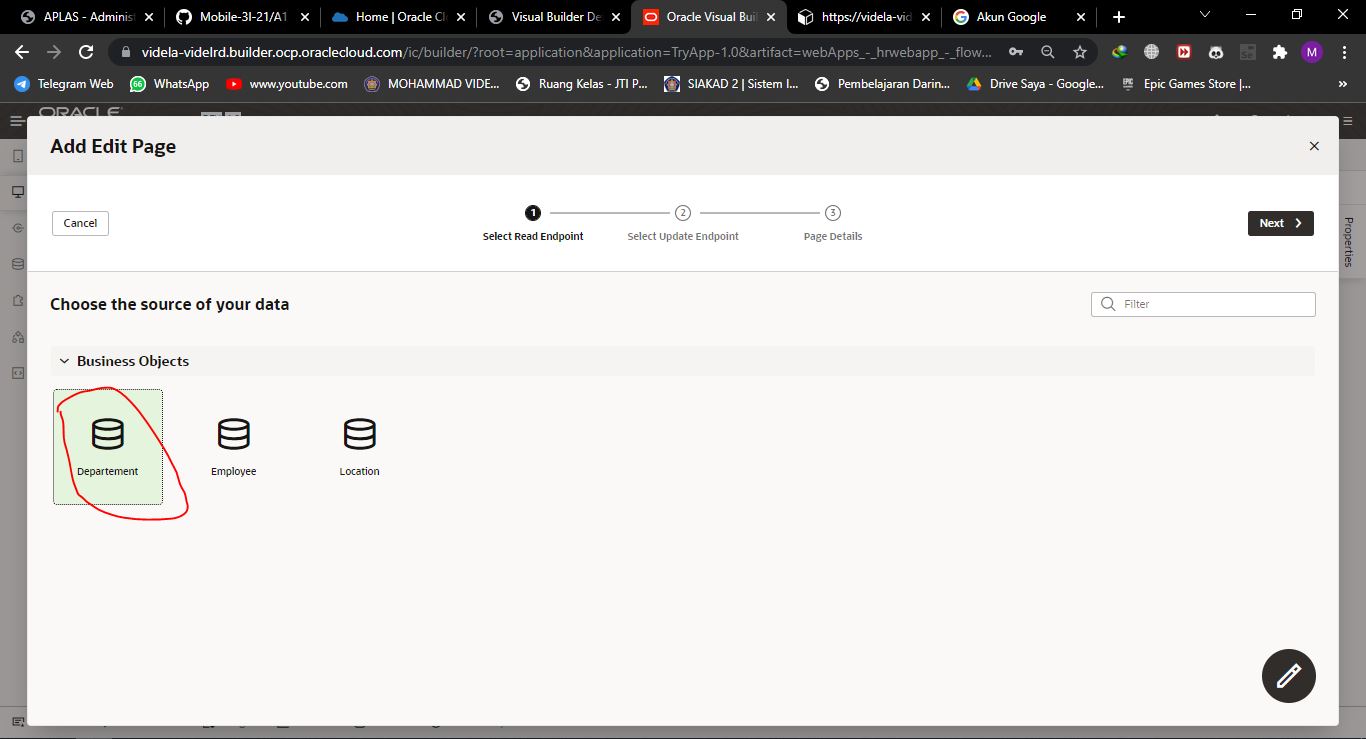 APLAS - Adminis
Mobile-3I-21/A1
Home | Oracle Cl
Visual Builder De
Oracle Visual Buil
https://videla-vid
Akun Google
videla-videlrd.builder.ocp.oraclecloud.com/ic/builder/?root=application&application=TryApp-1.0&artifact=webApps_-_hrwebapp_-_flow...
M
Telegram Web
66
WhatsApp
www.youtube.com
MOHAMMAD VIDE...
Ruang Kelas - JTI P...
SIAKAD 2 | Sistem I...
Pembelajaran Darin...
Drive Saya - Google...
EPIC
Epic Games Store |...
»
ORACLE
Add Edit Page
Cancel
1
2
3
Select Read Endpoint
Select Update Endpoint
Page Details
Next
Properties
Choose the source of your data
Filter
Business Objects
Departement
Employee
Location